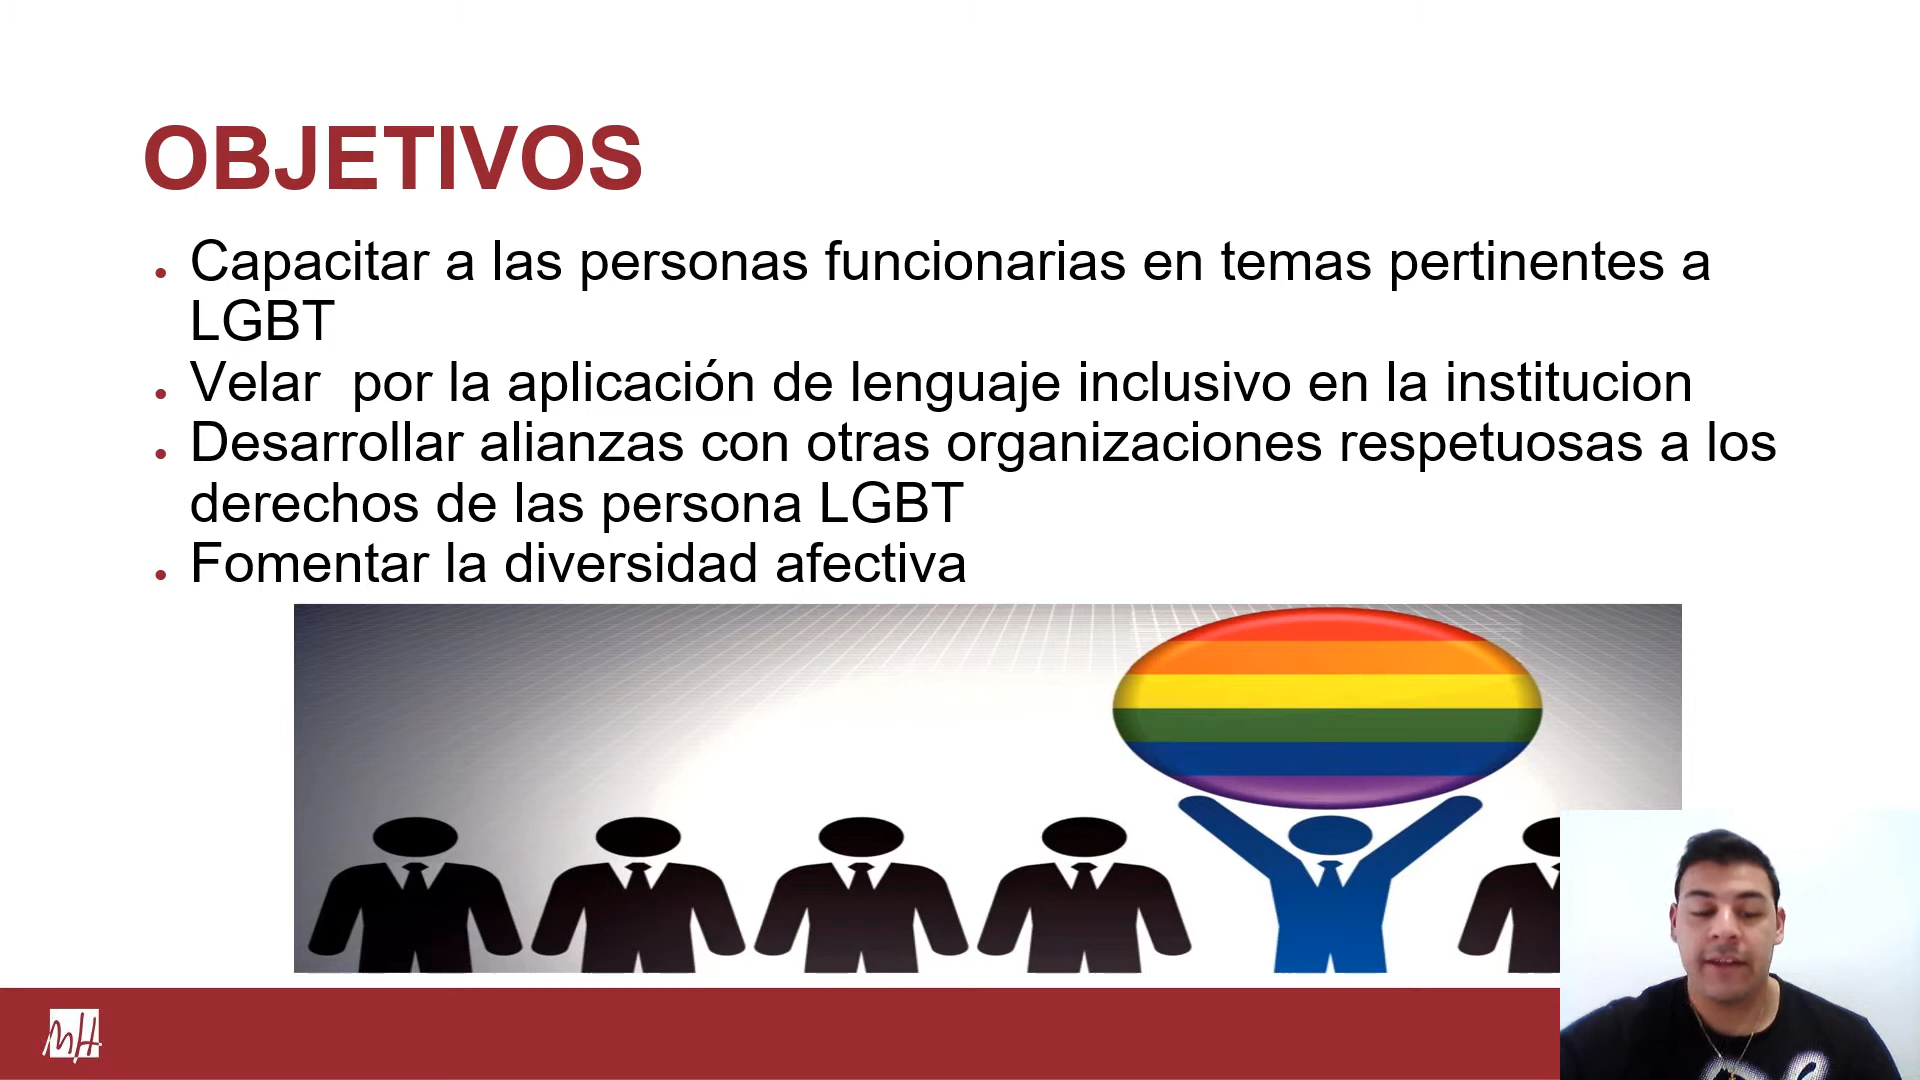 OBJETIVOS
Capacitar a las personas funcionarias en temas pertinentes a
LGBT
Velar  por la aplicación de lenguaje inclusivo en la institucion
Desarrollar alianzas con otras organizaciones respetuosas a los
derechos de las persona LGBT
Fomentar la diversidad afectiva
MH